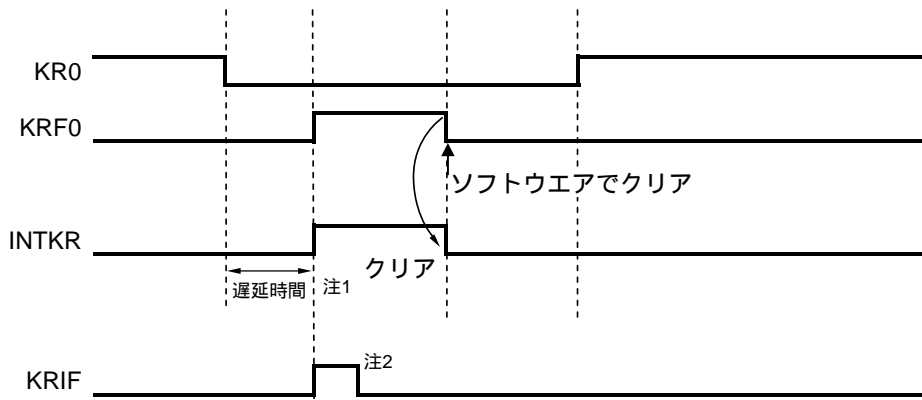 KR0
KRF0
ソフトウエアでクリア
INTKR
クリア
遅延時間
注1
注2
KRIF